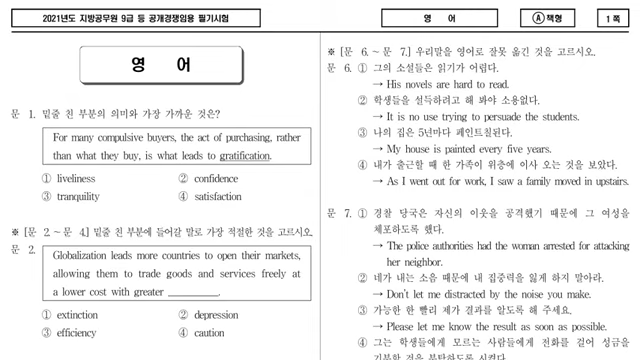 2021년도 지방공무원 9급 등 공개경쟁임용 필기시험
영 어
Ⓐ 책형
1 쪽
영 어
문 1. 밑줄 친 부분의 의미와 가장 가까운 것은?
For many compulsive buyers, the act of purchasing, rather
than what they buy, is what leads to gratification.
① liveliness ② confidence
③ tranquility ④ satisfaction
※ [문 2. ~ 문 4.] 밑줄 친 부분에 들어갈 말로 가장 적절한 것을 고르시오.
문 2.
Globalization leads more countries to open their markets,
allowing them to trade goods and services freely at
a lower cost with greater __________.
① extinction ② depression
③ efficiency ④ caution
※ [문 6. ~ 문 7.] 우리말을 영어로 잘못 옮긴 것을 고르시오.
문 6. ① 그의 소설들은 읽기가 어렵다.
→ His novels are hard to read.
② 학생들을 설득하려고 해 봐야 소용없다.
→ It is no use trying to persuade the students.
③ 나의 집은 5년마다 페인트칠된다.
→ My house is painted every five years.
④ 내가 출근할 때 한 가족이 위층에 이사 오는 것을 보았다.
→ As I went out for work, I saw a family moved in upstairs.
문 7. ① 경찰 당국은 자신의 이웃을 공격했기 때문에 그 여성을
체포하도록 했다.
→ The police authorities had the woman arrested for attacking
her neighbor.
② 네가 내는 소음 때문에 내 집중력을 잃게 하지 말아라.
→ Don't let me distracted by the noise you make.
③ 가능한 한 빨리 제가 결과를 알도록 해 주세요.
→ Please let me know the result as soon as possible.
④ 그는 학생들에게 모르는 사람들에게 전화를 걸어 성금을
기부할 것을 부탁하도록 시켰다.